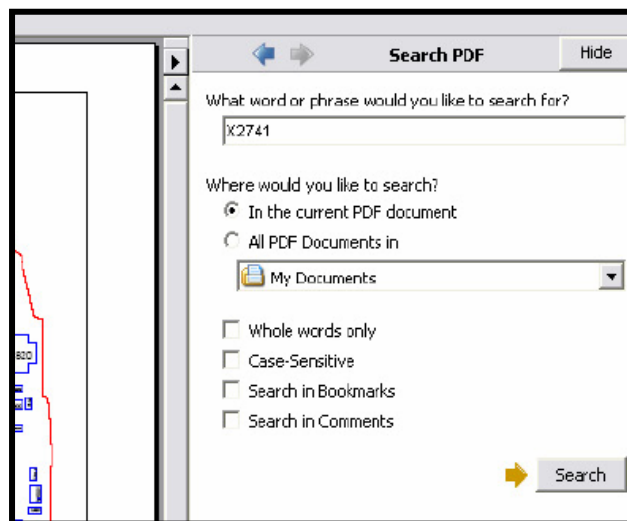 Search PDF
Hide
What word or phrase would you like to search for?
X2741
Where would you like to search?
In the current PDF document
All PDF Documents in
My Documents
Whole words only
Case-Sensitive
Search in Bookmarks
Search in Comments
Search